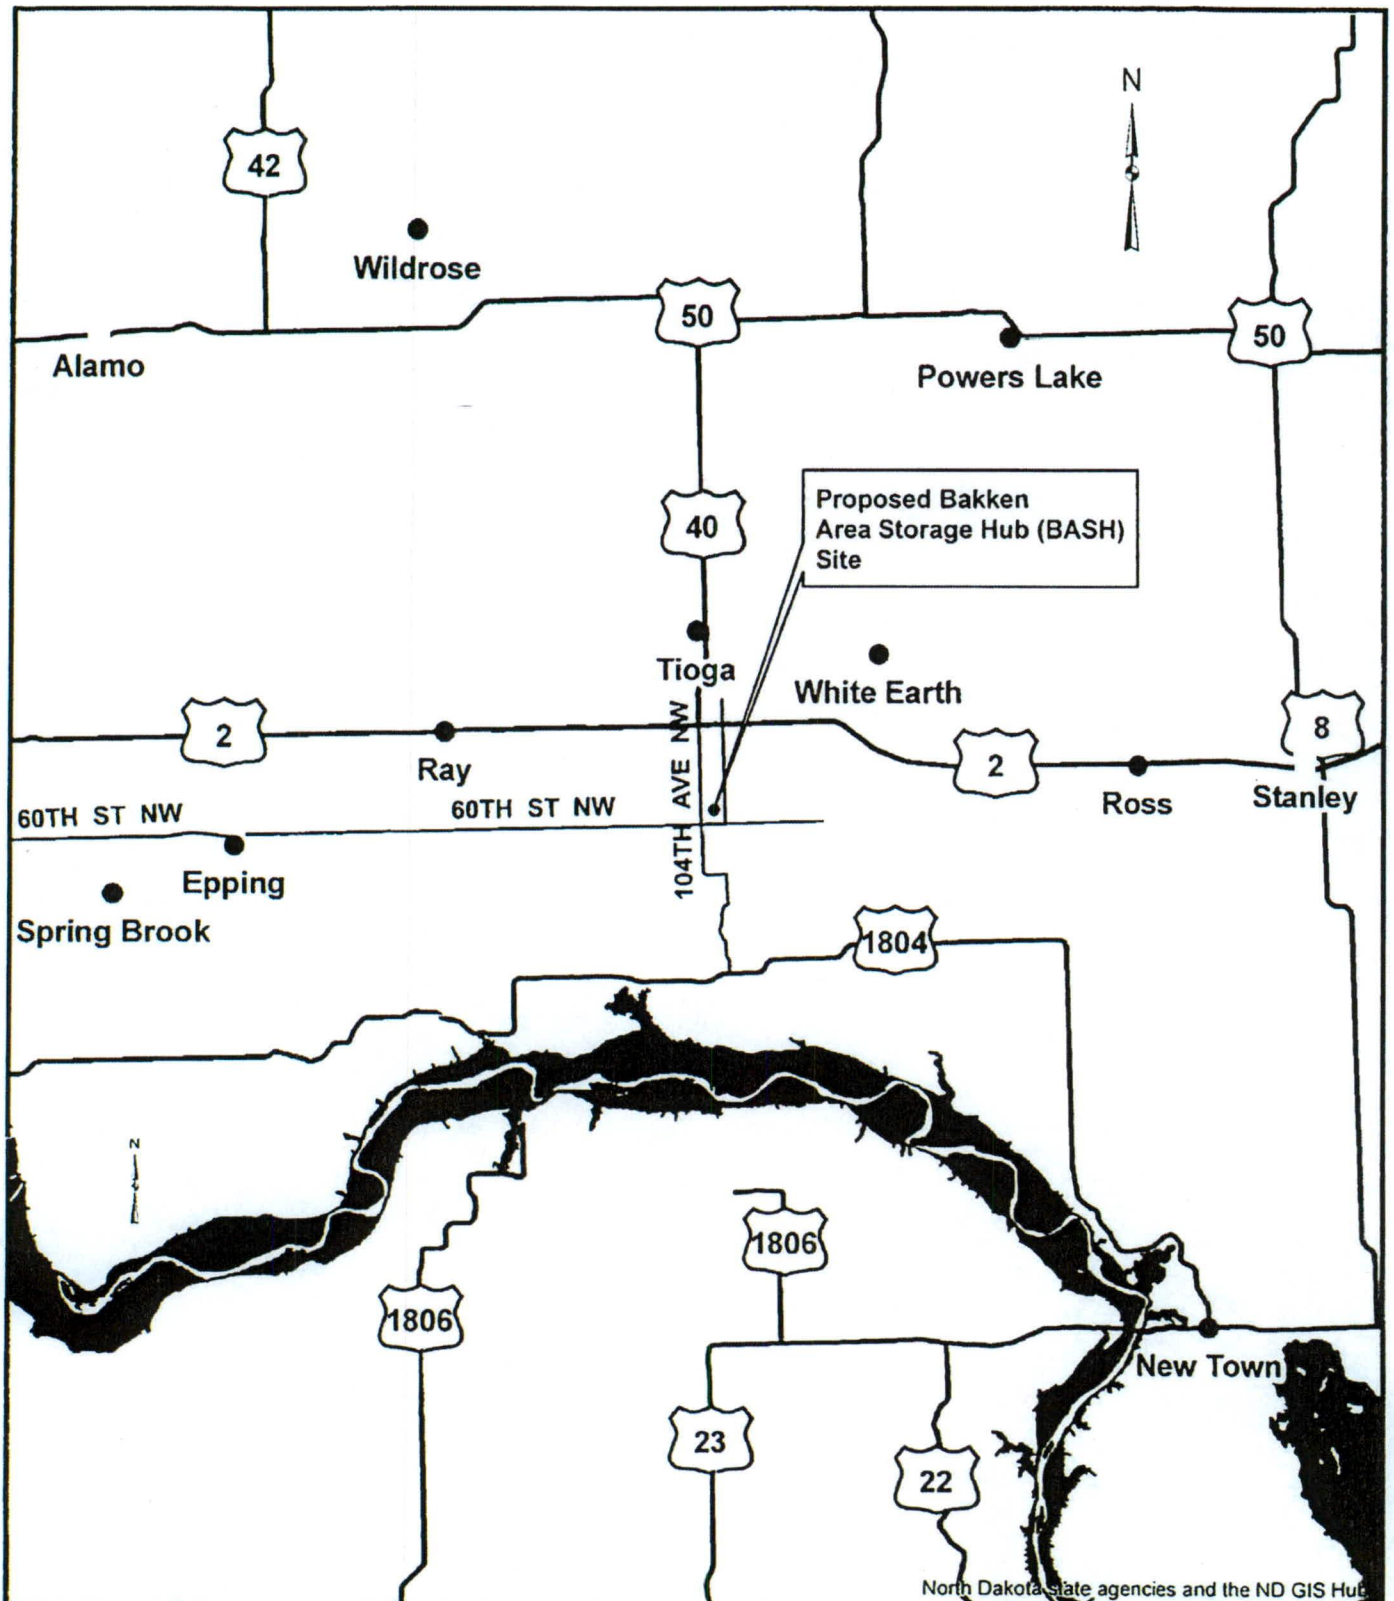 N
42
Wildrose
50
50
Alamo
Powers Lake
Proposed Bakken
Area Storage Hub (BASH)
Site
40
Tioga
White Earth
2
8
2
Ray
Ross
Stanley
104TH AVE NW
60TH ST NW
60TH ST NW
Epping
Spring Brook
1804
N
1806
1806
New Town
23
22
North Dakota state agencies and the ND GIS Hub